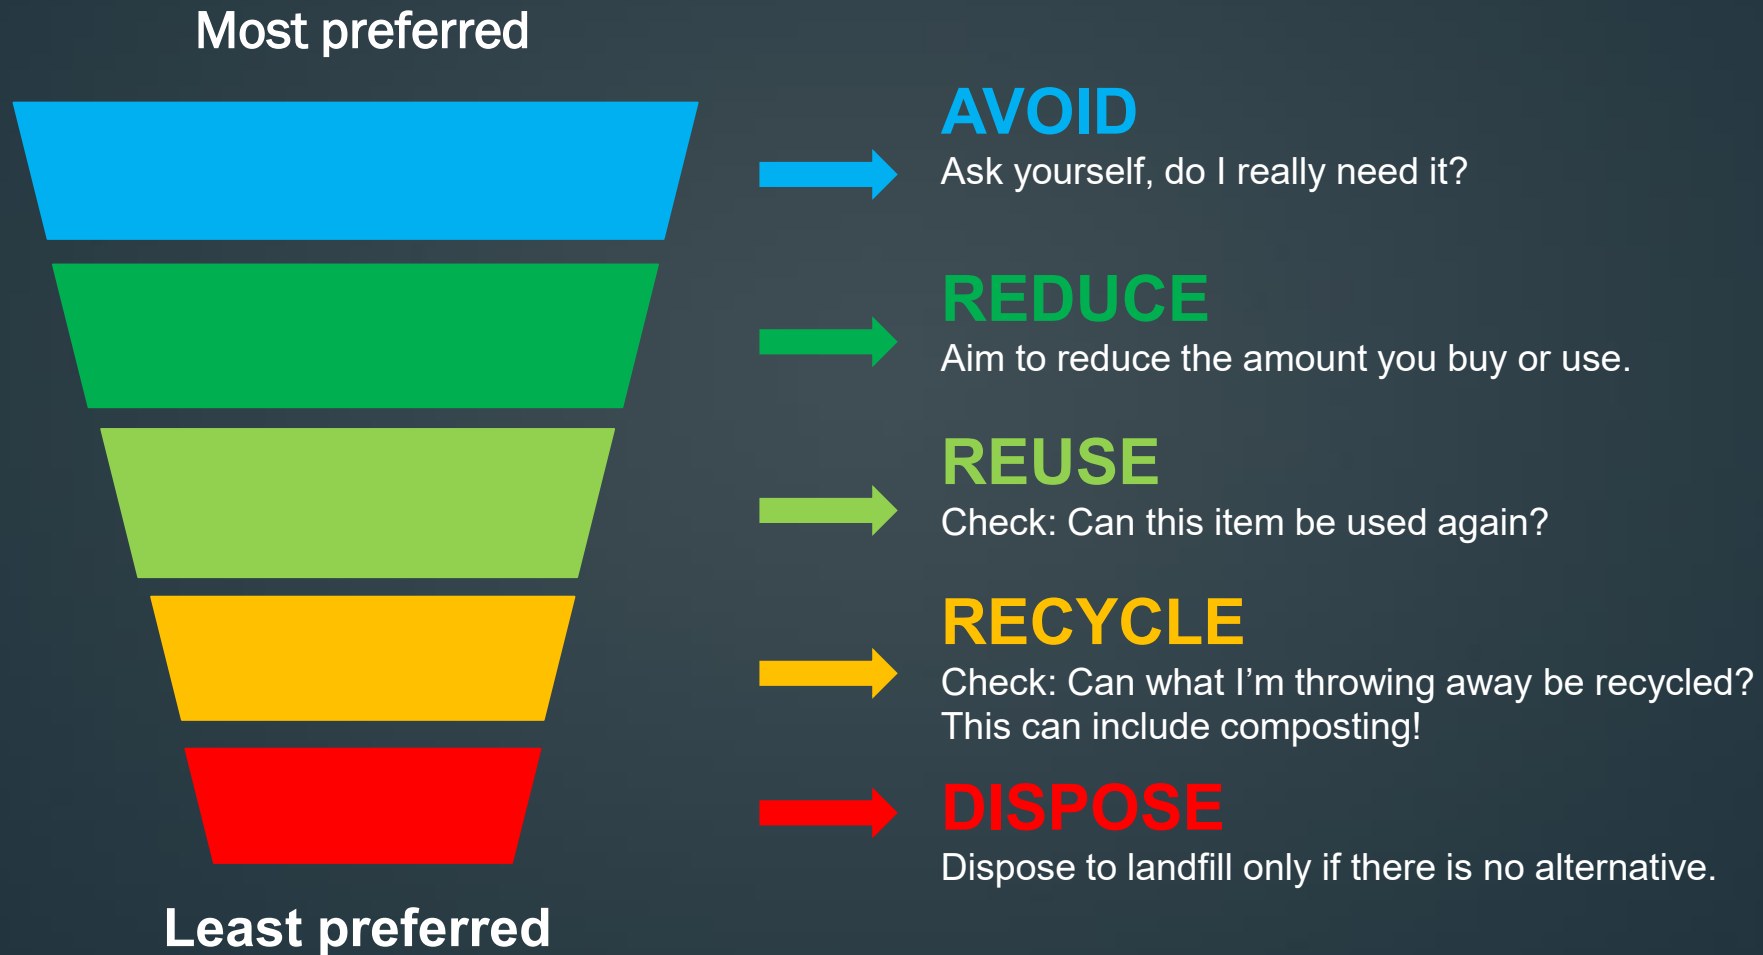 Most preferred
AVOID
Ask yourself, do I really need it?
REDUCE
Aim to reduce the amount you buy or use.
REUSE
Check: Can this item be used again?
RECYCLE
Check: Can what I’m throwing away be recycled?
This can include composting!
DISPOSE
Dispose to landfill only if there is no alternative.
Least preferred